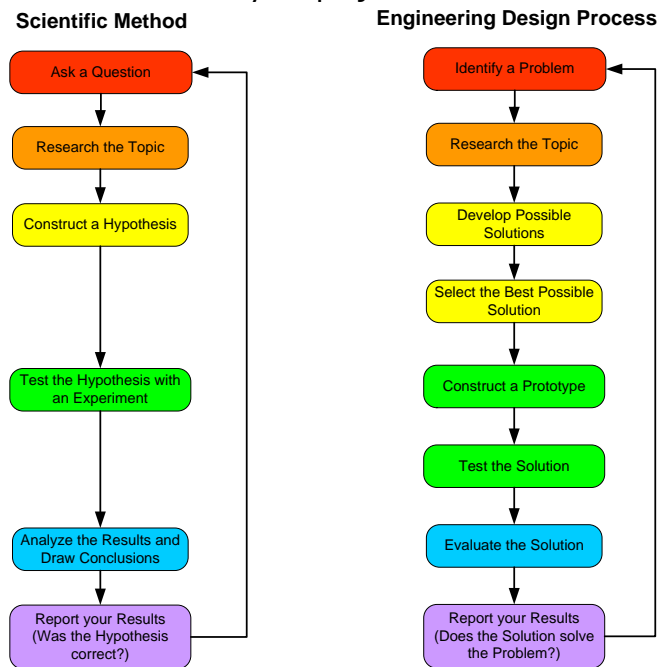 Scientific Method
Ask a Question
Research the Topic
Construct a Hypothesis
Test the Hypothesis with
an Experiment
Analyze the Results and
Draw Conclusions
Report your Results
(Was the Hypothesis
correct?)
Engineering Design Process
Identify a Problem
Research the Topic
Develop Possible
Solutions
Select the Best Possible
Solution
Construct a Prototype
Test the Solution
Evaluate the Solution
Report your Results
(Does the Solution solve
the Problem?)